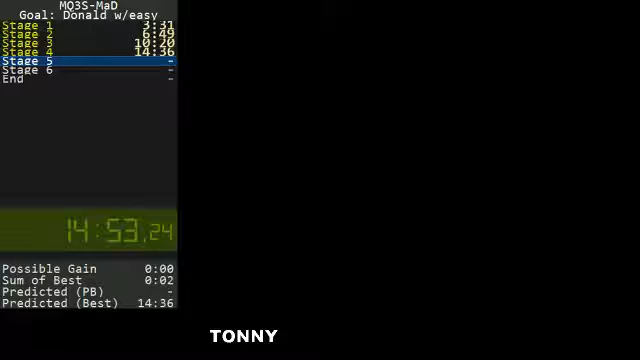 MQ3S-MaD
Goal: Donald w/easy
Stage 1 3:31
Stage 2 6:49
Stage 3 10:20
Stage 4 14:36
Stage 5 -
Stage 6 -
End -
14:53.24
Possible Gain 0:00
Sum of Best 0:02
Predicted (PB) -
Predicted (Best) 14:36
TONNY